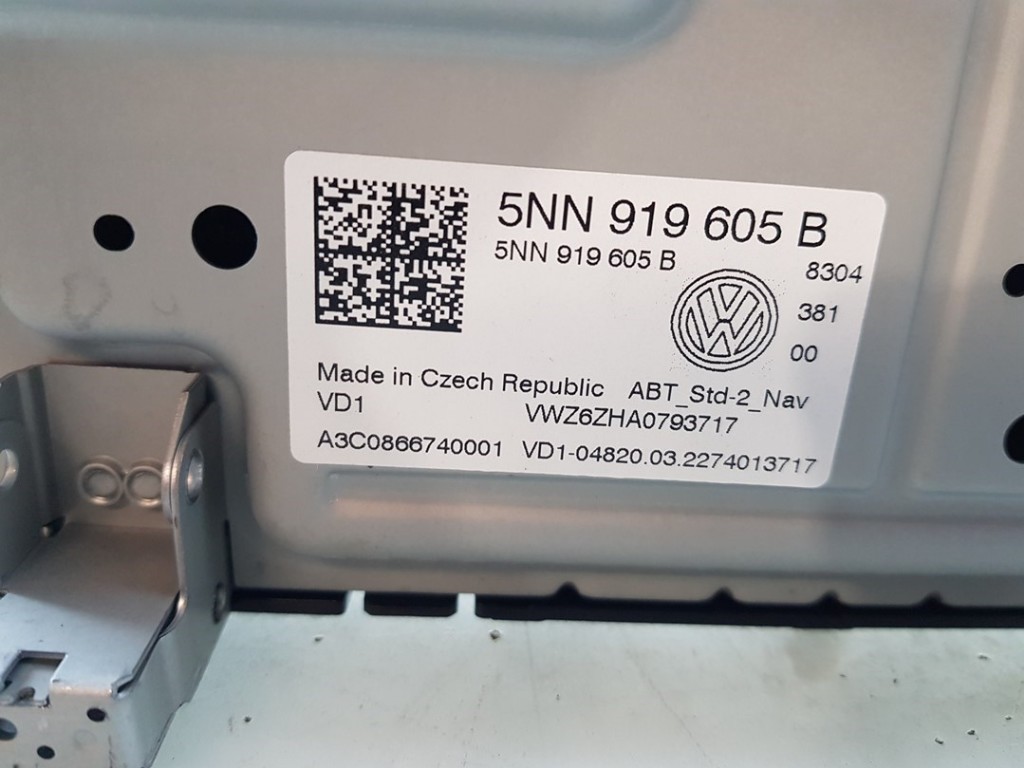 5NN 919 605 B
5NN 919 605 B
8304
381
00
Made in Czech Republic ABT_Std-2_Nav
VD1 VWZ6ZHA0793717
A3C0866740001 VD1-04820.03.2274013717